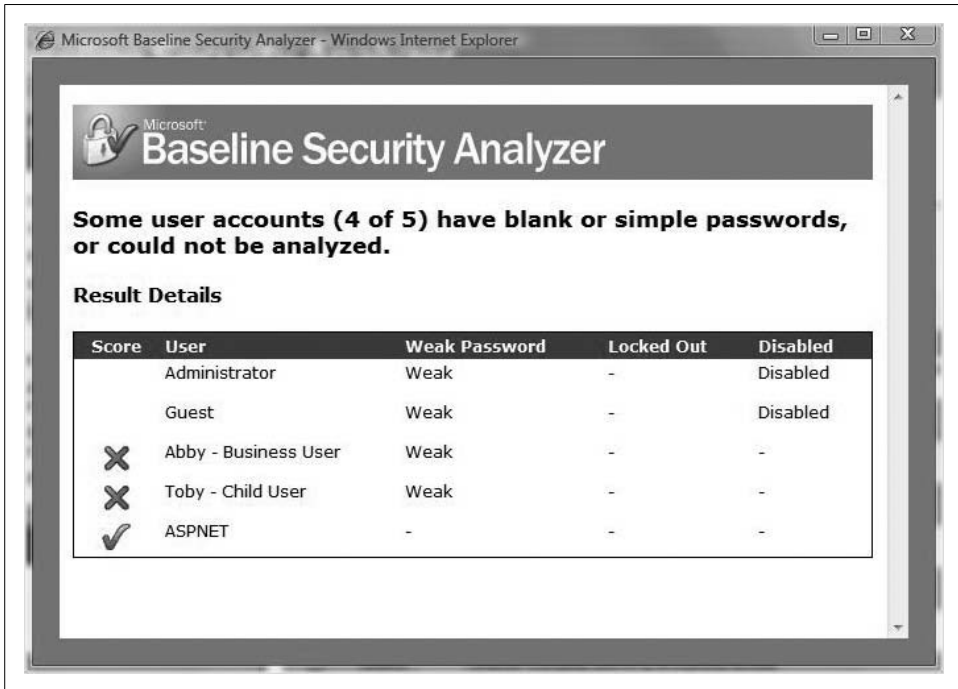 Microsoft Baseline Security Analyzer - Windows Internet Explorer
Microsoft
Baseline Security Analyzer
Some user accounts (4 of 5) have blank or simple passwords,
or could not be analyzed.
Result Details
Score User Weak Password Locked Out Disabled
Administrator Weak - Disabled
Guest Weak - Disabled
Abby - Business User Weak - -
Toby - Child User Weak - -
ASPNET - - -